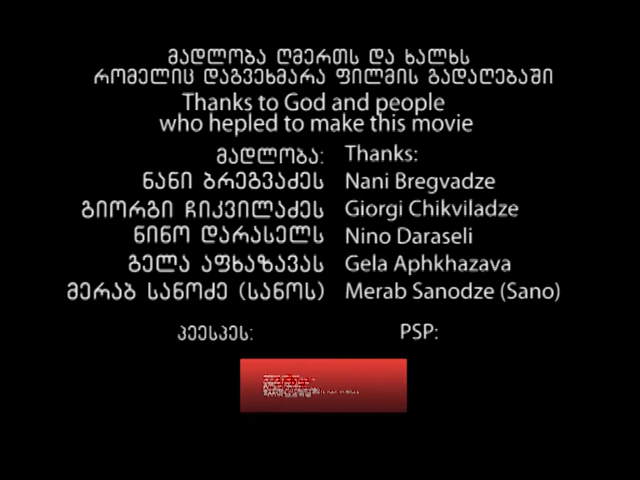 მადლობა ღმერთს და ხალხს
რომელიც დაგვეხმარა ფილმის გადაღებაში
Thanks to God and people
who hepled to make this movie
მადლობა: Thanks:
ნანი ბრეგვაძეს Nani Bregvadze
გიორგი ჩიკვილაძეს Giorgi Chikviladze
ნინო დარასელს Nino Daraseli
გელა აფხაზავას Gela Aphkhazava
მერაბ სანოძე (სანოს) Merab Sanodze (Sano)
პეესპეს: PSP: